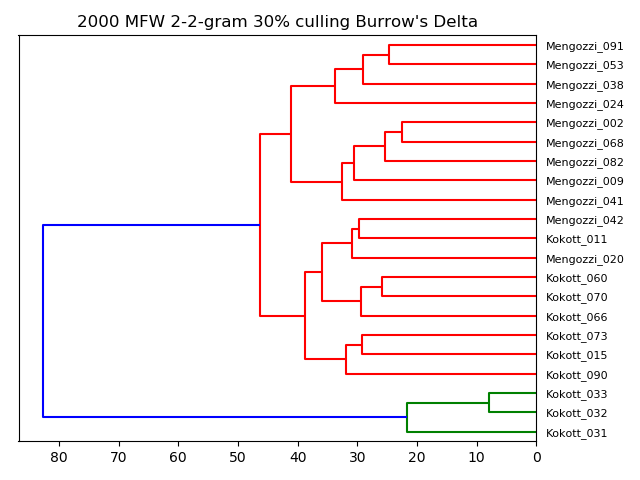 2000 MFW 2-2-gram 30% culling Burrow's Delta
Mengozzi_091
Mengozzi_053
Mengozzi_038
Mengozzi_024
Mengozzi_002
Mengozzi_068
Mengozzi_082
Mengozzi_009
Mengozzi_041
Mengozzi_042
Kokott_011
Mengozzi_020
Kokott_060
Kokott_070
Kokott_066
Kokott_073
Kokott_015
Kokott_090
Kokott_033
Kokott_032
Kokott_031
80 70 60 50 40 30 20 10 0